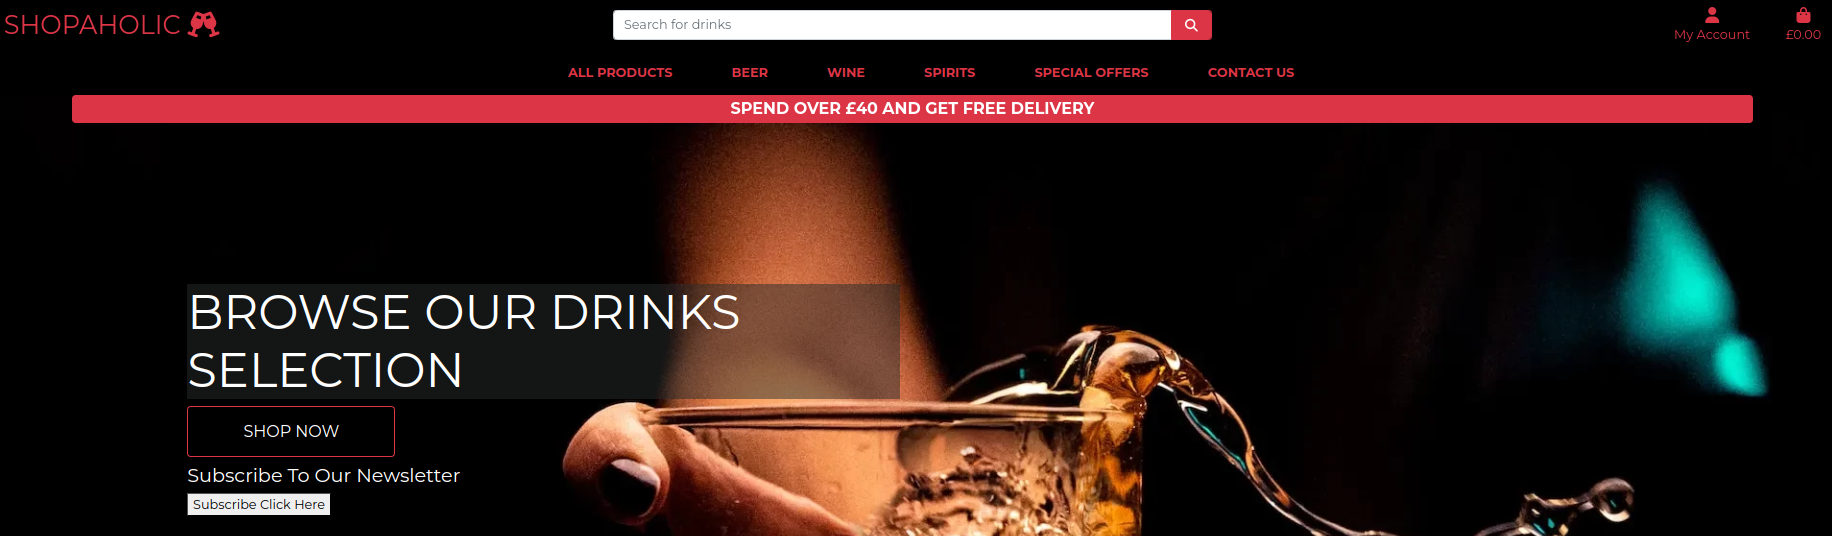 SHOPAHOLIC
Search for drinks
My Account
£0.00
ALL PRODUCTS
BEER
WINE
SPIRITS
SPECIAL OFFERS
CONTACT US
SPEND OVER £40 AND GET FREE DELIVERY
BROWSE OUR DRINKS
SELECTION
SHOP NOW
Subscribe To Our Newsletter
Subscribe Click Here